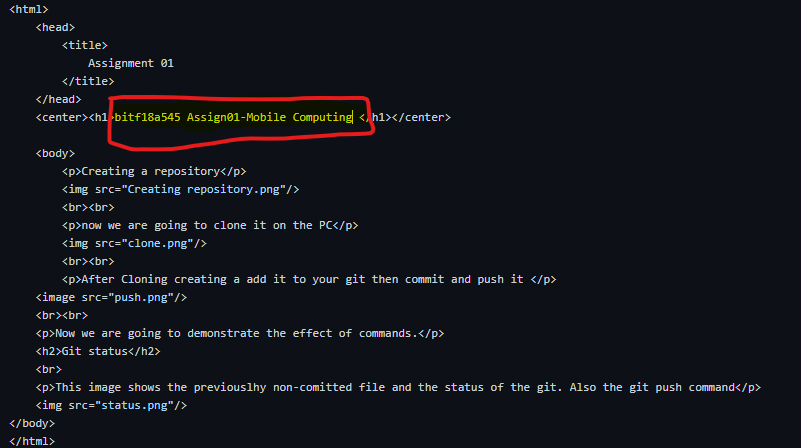 <html>
<head>
<title>
Assignment 01
</title>
</head>
<center><h1>bitf18a545 Assign01-Mobile Computing </h1></center>
<body>
<p>Creating a repository</p>
<img src="Creating repository.png"/>
<br><br>
<p>now we are going to clone it on the PC</p>
<img src="clone.png"/>
<br><br>
<p>After Cloning creating a add it to your git then commit and push it </p>
<image src="push.png"/>
<br><br>
<p>Now we are going to demonstrate the effect of commands.</p>
<h2>Git status</h2>
<br>
<p>This image shows the previouslhy non-comitted file and the status of the git. Also the git push command</p>
<img src="status.png"/>
</body>
</html>